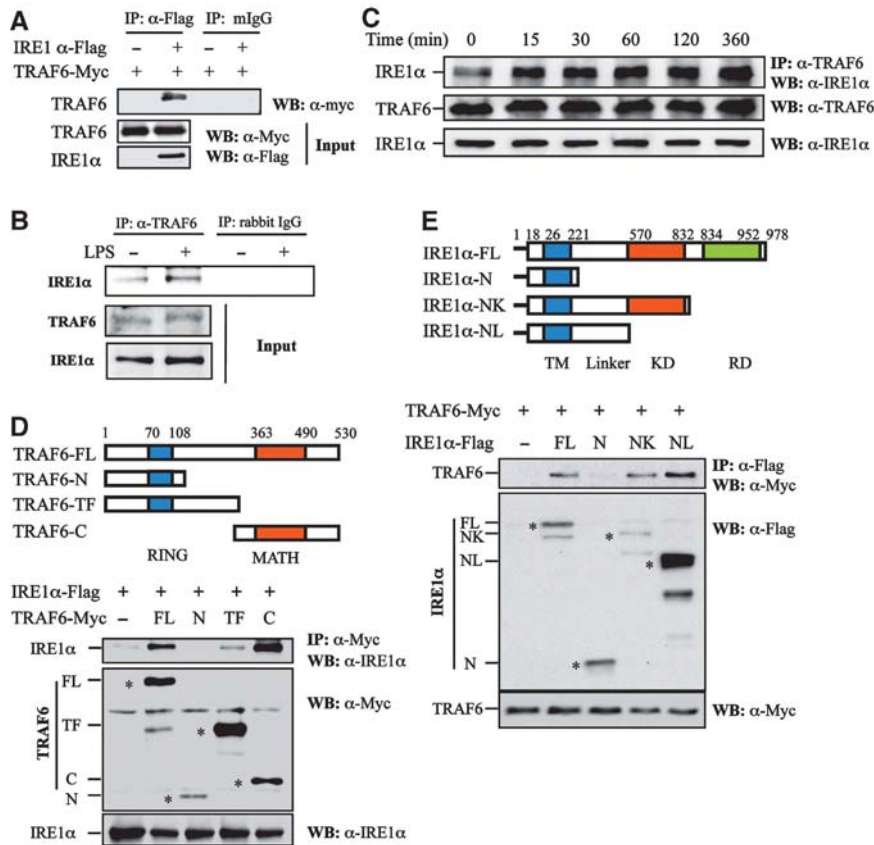 A
IP: α-Flag IP: mIgG
IRE1 α-Flag – + – +
TRAF6-Myc + + + +
TRAF6 WB: α-myc
TRAF6 WB: α-Myc
IRE1α WB: α-Flag
Input
B
IP: α-TRAF6 IP: rabbit IgG
LPS – + – +
IRE1α
TRAF6
IRE1α
Input
C
Time (min) 0 15 30 60 120 360
IRE1α IP: α-TRAF6
WB: α-IRE1α
TRAF6 WB: α-TRAF6
IRE1α WB: α-IRE1α
D
1 70 108 363 490 530
TRAF6-FL
TRAF6-N
TRAF6-TF
TRAF6-C
RING MATH
IRE1α-Flag + + + + +
TRAF6-Myc – FL N TF C
IRE1α IP: α-Myc
WB: α-IRE1α
TRAF6
FL *
WB: α-Myc
TF *
C *
N *
IRE1α WB: α-IRE1α
E
1 18 26 221 570 832 834 952 978
IRE1α-FL
IRE1α-N
IRE1α-NK
IRE1α-NL
TM Linker KD RD
TRAF6-Myc + + + + +
IRE1α-Flag – FL N NK NL
TRAF6 IP: α-Flag
WB: α-Myc
IRE1α
FL * WB: α-Flag
NK *
NL *
N *
TRAF6 WB: α-Myc